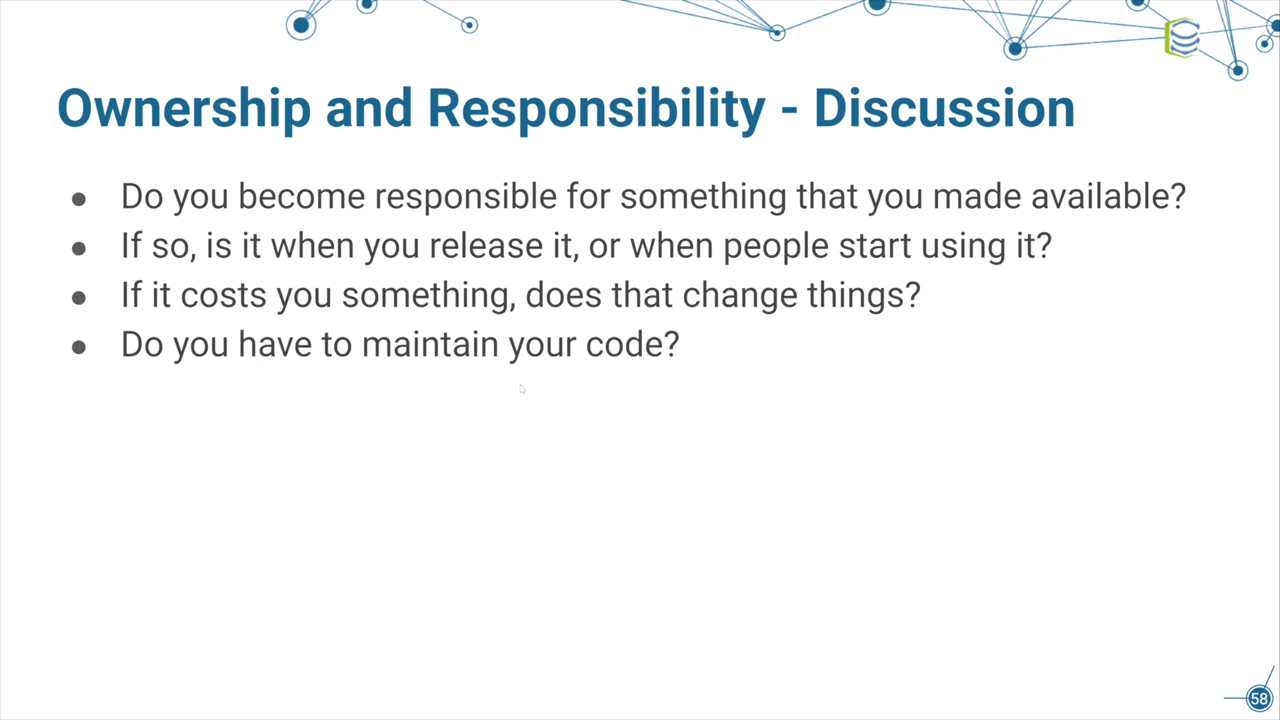 Ownership and Responsibility - Discussion
● Do you become responsible for something that you made available?
● If so, is it when you release it, or when people start using it?
● If it costs you something, does that change things?
● Do you have to maintain your code?
58